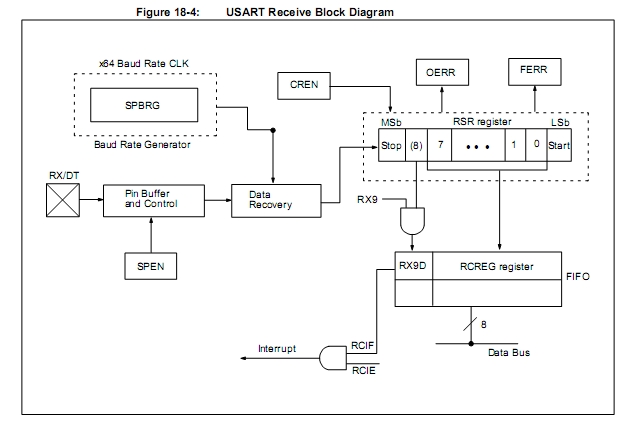 Figure 18-4: USART Receive Block Diagram
x64 Baud Rate CLK
SPBRG
Baud Rate Generator
CREN
OERR
FERR
MSb RSR register LSb
Stop (8) 7 • • • 1 0 Start
RX/DT
Pin Buffer
and Control
Data
Recovery
RX9
SPEN
RX9D RCREG register
FIFO
8
Data Bus
Interrupt
RCIF
RCIE